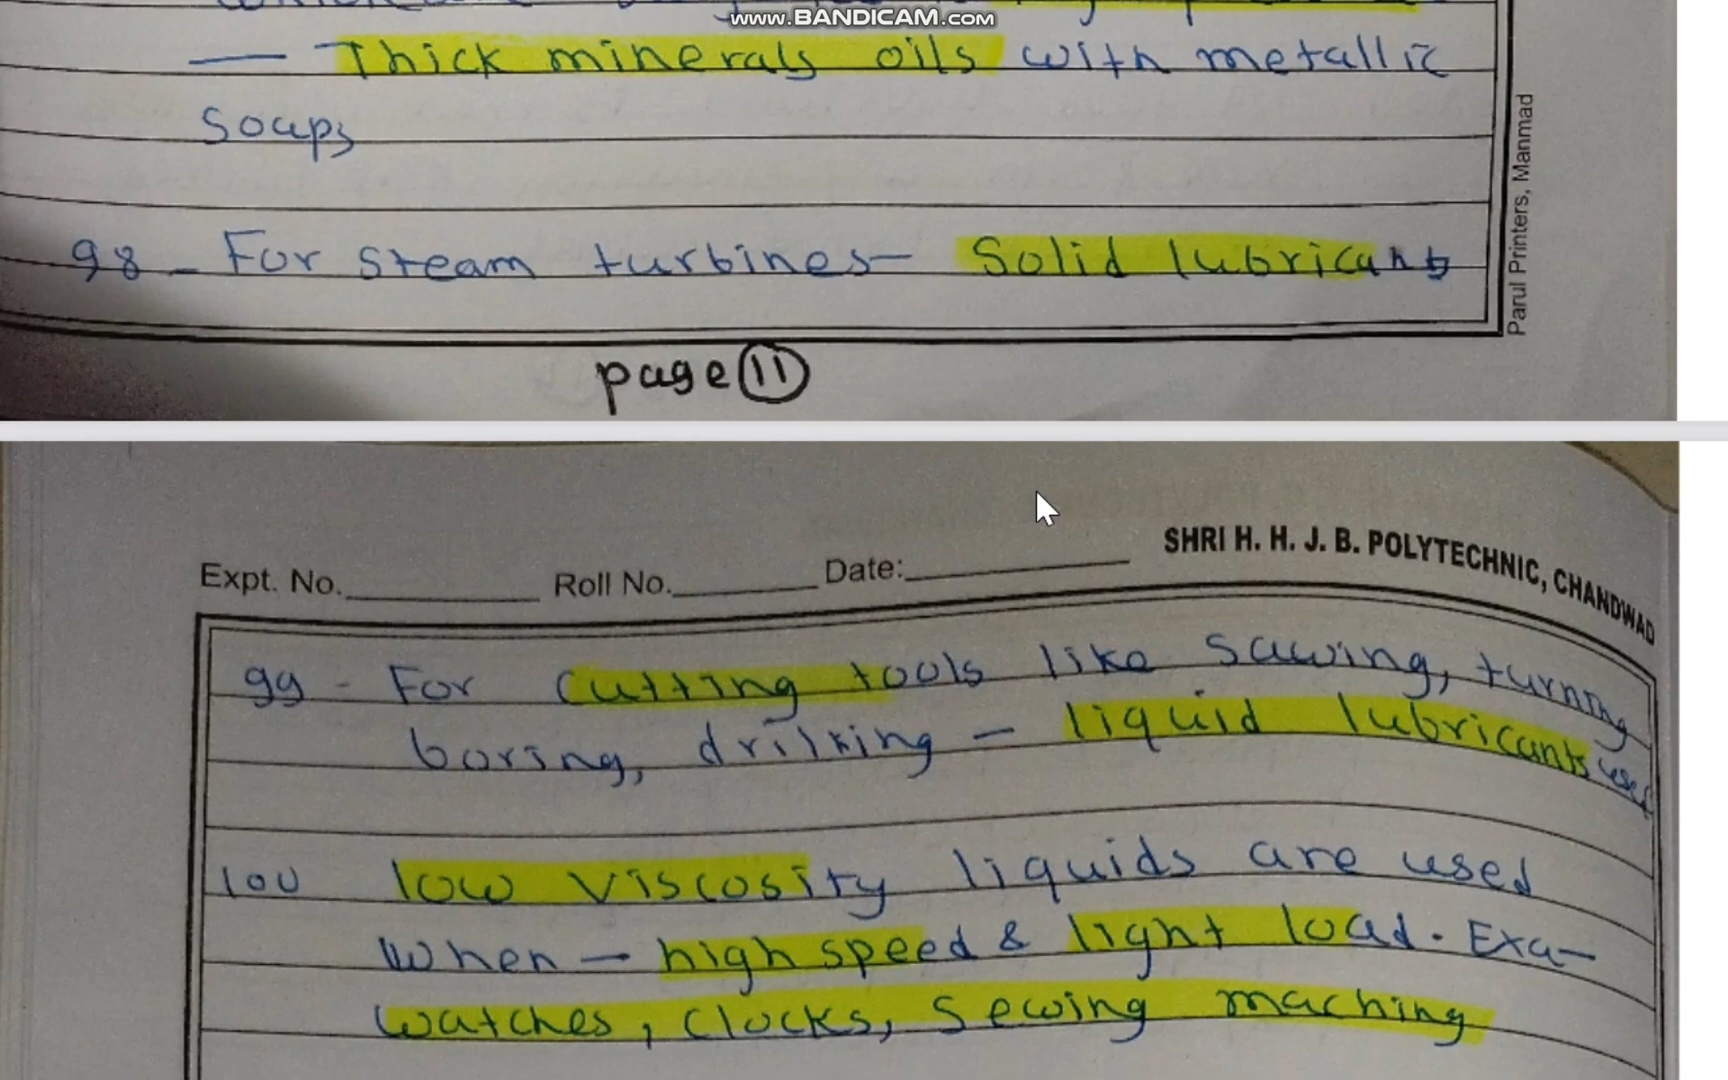 www.BANDICAM.com
— Thick minerals oils with metallic
soaps
98 - For steam turbines - Solid lubricants
Parul Printers, Manmad
page 11
SHRI H. H. J. B. POLYTECHNIC, CHANDWAD
Expt. No. Roll No. Date:
99 - For cutting tools like sawing, turning
boring, drilking - liquid lubricants used
100 low viscosity liquids are used
when - high speed & light load. Exa-
watches, clocks, sewing maching